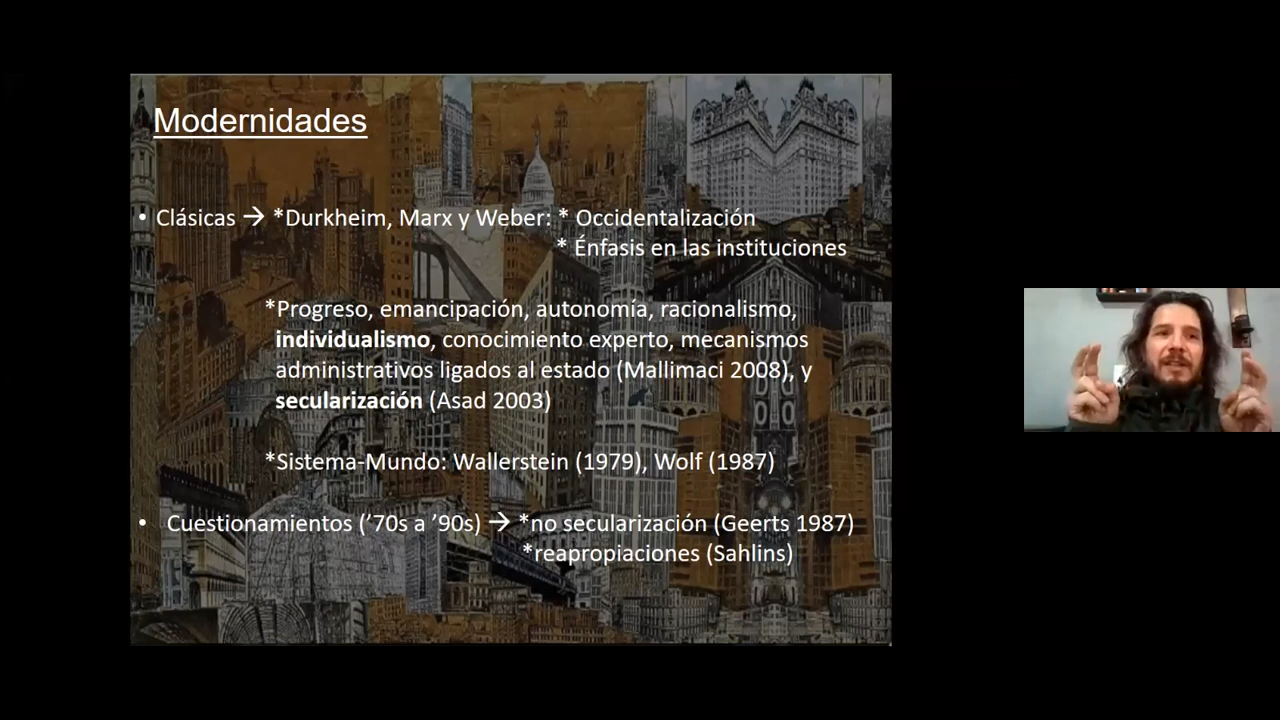 Modernidades
• Clásicas → *Durkheim, Marx y Weber: * Occidentalización
* Énfasis en las instituciones
*Progreso, emancipación, autonomía, racionalismo,
individualismo, conocimiento experto, mecanismos
administrativos ligados al estado (Mallimaci 2008), y
secularización (Asad 2003)
*Sistema-Mundo: Wallerstein (1979), Wolf (1987)
• Cuestionamientos (’70s a ’90s) → *no secularización (Geerts 1987)
*reapropiaciones (Sahlins)